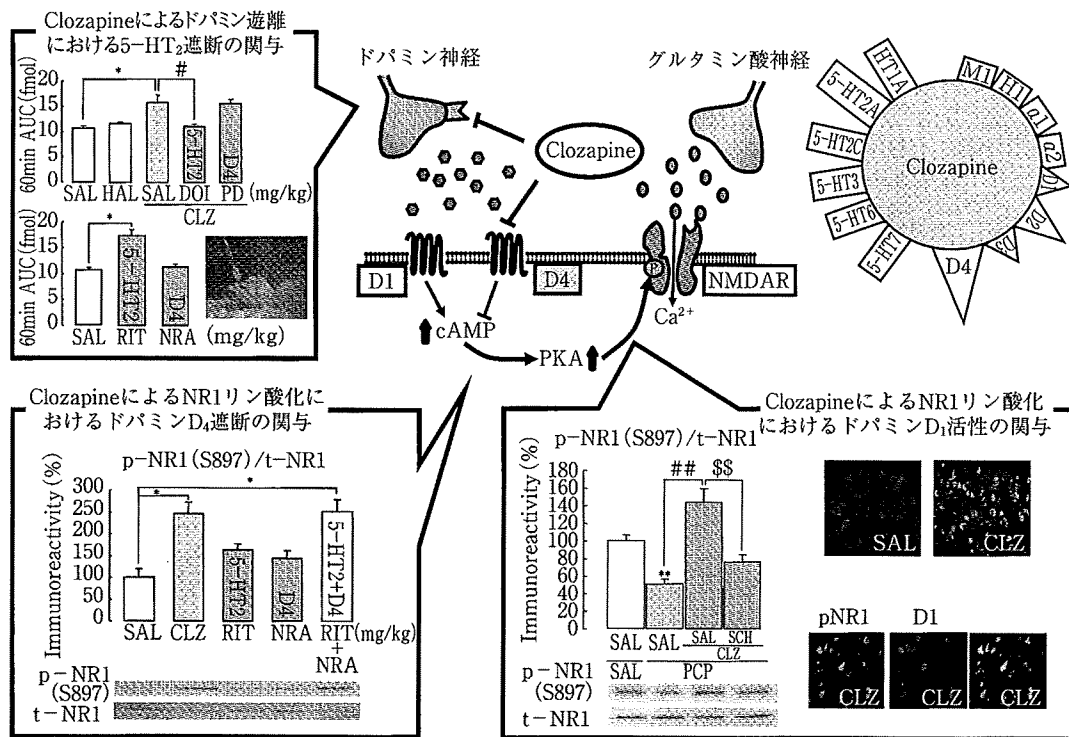 Clozapineによるドパミン遊離
における5-HT₂遮断の関与
60min AUC(fmol)
20
15
10
5
0
*
#
5-HT2
D4
SAL HAL SAL DOI PD (mg/kg)
CLZ
60min AUC(fmol)
20
15
10
5
0
*
5-HT2
D4
SAL RIT NRA (mg/kg)
ドパミン神経
グルタミン酸神経
Clozapine
D1
D4
NMDAR
P
Ca²⁺
cAMP
PKA
HT1A
5-HT2A
5-HT2C
5-HT3
5-HT6
5-HT7
M1
H1
α1
α2
D1
D2
D3
D4
Clozapine
ClozapineによるNR1リン酸化に
おけるドパミンD₄遮断の関与
p-NR1(S897)/t-NR1
Immunoreactivity(%)
300
250
200
150
100
50
0
*
*
5-HT2
D4
5-HT2+D4
SAL CLZ RIT NRA RIT (mg/kg)
+
NRA
p-NR1
(S897)
t-NR1
ClozapineによるNR1リン酸化
におけるドパミンD₁活性の関与
p-NR1(S897)/t-NR1
Immunoreactivity(%)
180
160
140
120
100
80
60
40
20
0
**
##
$$
SAL SAL SAL SCH
CLZ
SAL PCP
p-NR1
(S897)
t-NR1
SAL
CLZ
pNR1 D1
CLZ CLZ CLZ